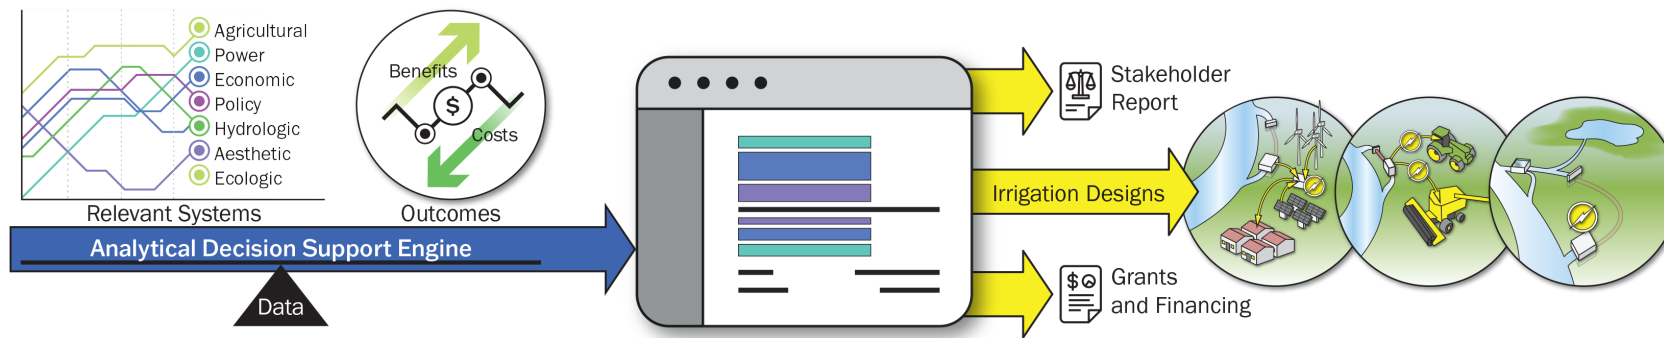 Agricultural
Power
Economic
Policy
Hydrologic
Aesthetic
Ecologic
Relevant Systems
Benefits
$
Costs
Outcomes
Analytical Decision Support Engine
Data
Stakeholder
Report
Irrigation Designs
$
Grants
and Financing